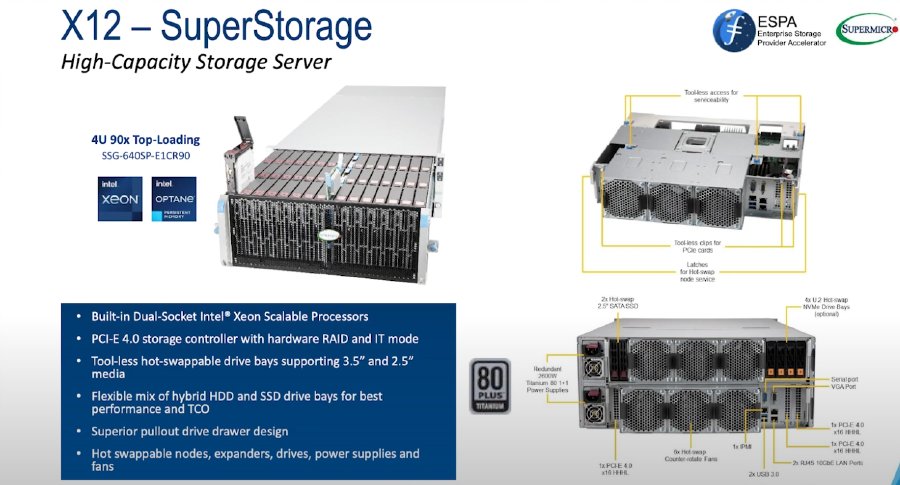 X12 – SuperStorage
High-Capacity Storage Server
ESPA
Enterprise Storage
Provider Accelerator
SUPERMICRO
4U 90x Top-Loading
SSG-640SP-E1CR90
intel.
XEON
intel.
OPTANE
PERSISTENT
MEMORY
Tool-less access for
serviceability
Tool-less clips for
PCIe cards
Latches
for Hot-swap
node service
• Built-in Dual-Socket Intel® Xeon Scalable Processors
• PCI-E 4.0 storage controller with hardware RAID and IT mode
• Tool-less hot-swappable drive bays supporting 3.5” and 2.5”
media
• Flexible mix of hybrid HDD and SSD drive bays for best
performance and TCO
• Superior pullout drive drawer design
• Hot swappable nodes, expanders, drives, power supplies and
fans
80
PLUS
TITANIUM
2x Hot-swap
2.5" SATA SSD
4x U.2 Hot-swap
NVMe Drive Bays
(optional)
Redundant
2600W
Titanium 80 1+1
Power Supplies
Serial port
VGA Port
1x PCI-E 4.0
x16 HHHL
1x PCI-E 4.0
x16 HHHL
2x RJ45 10GbE LAN Ports
2x USB 3.0
1x IPMI
6x Hot-swap
Counter-rotate Fans
1x PCI-E 4.0
x16 HHHL